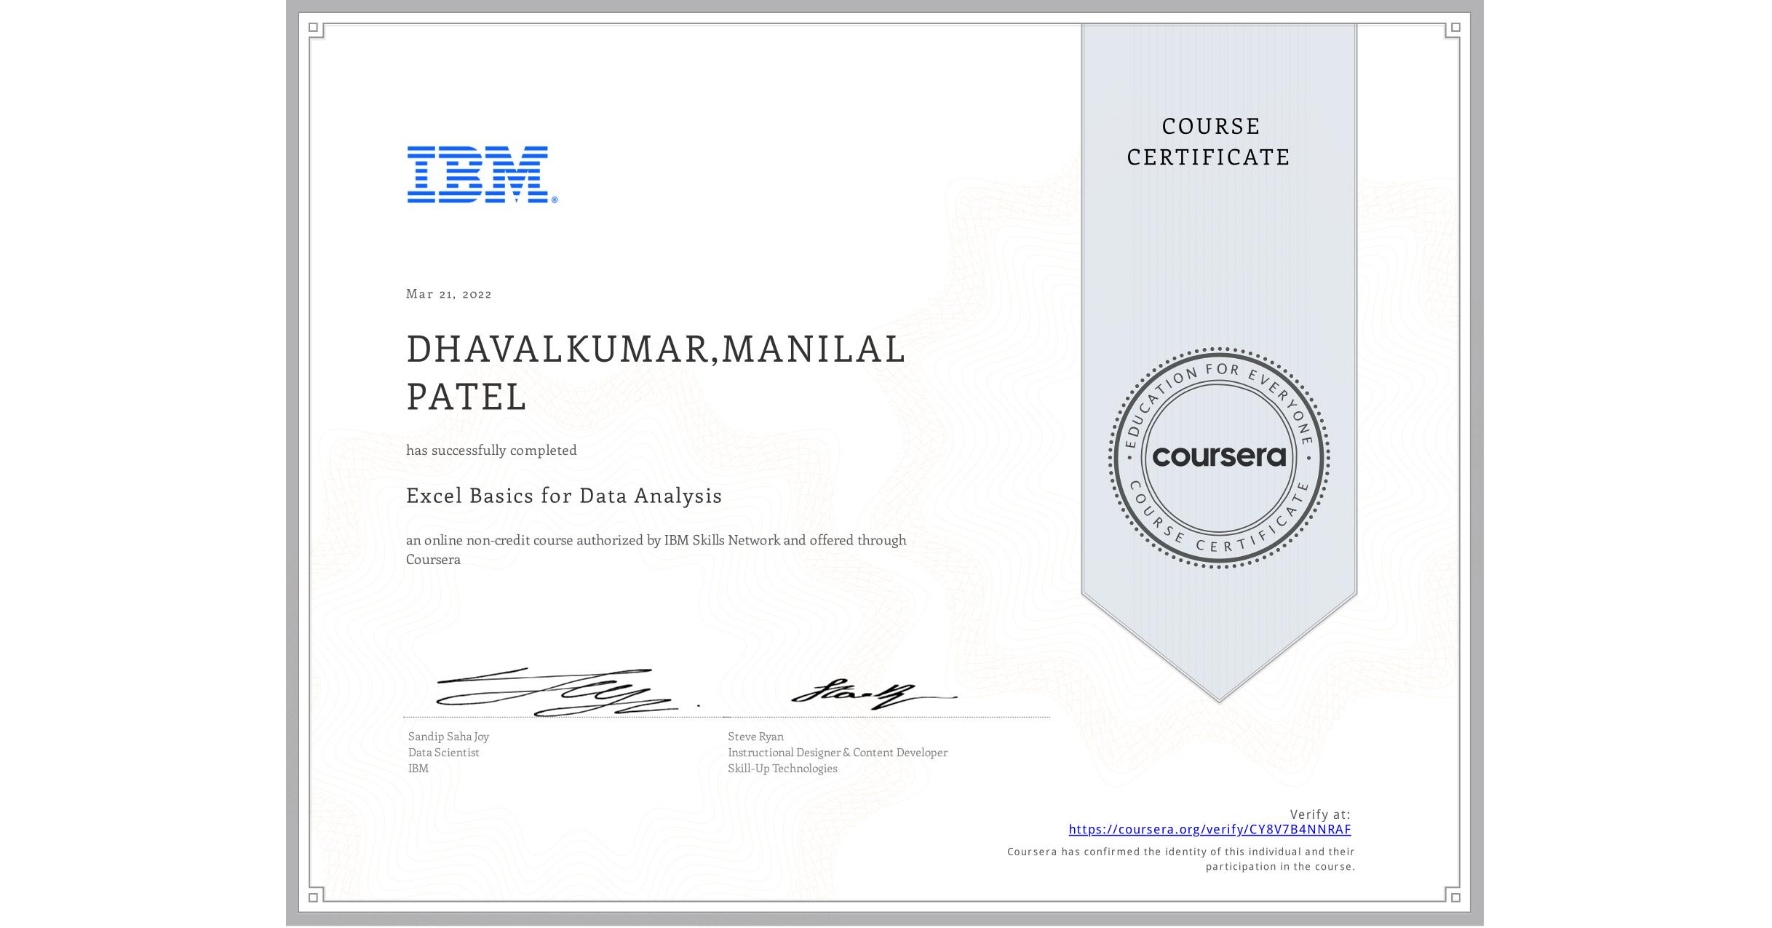 COURSE
CERTIFICATE
IBM®
Mar 21, 2022
DHAVALKUMAR,MANILAL
PATEL
has successfully completed
Excel Basics for Data Analysis
an online non-credit course authorized by IBM Skills Network and offered through
Coursera
EDUCATION FOR EVERYONE
coursera
COURSE CERTIFICATE
Sandip Saha Joy
Data Scientist
IBM
Steve Ryan
Instructional Designer & Content Developer
Skill-Up Technologies
Verify at:
https://coursera.org/verify/CY8V7B4NNRAF
Coursera has confirmed the identity of this individual and their
participation in the course.